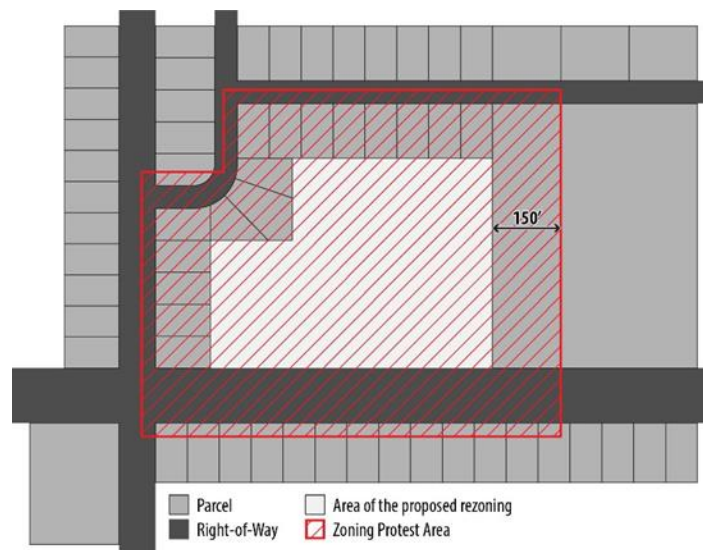 150'
Parcel
Area of the proposed rezoning
Right-of-Way
Zoning Protest Area